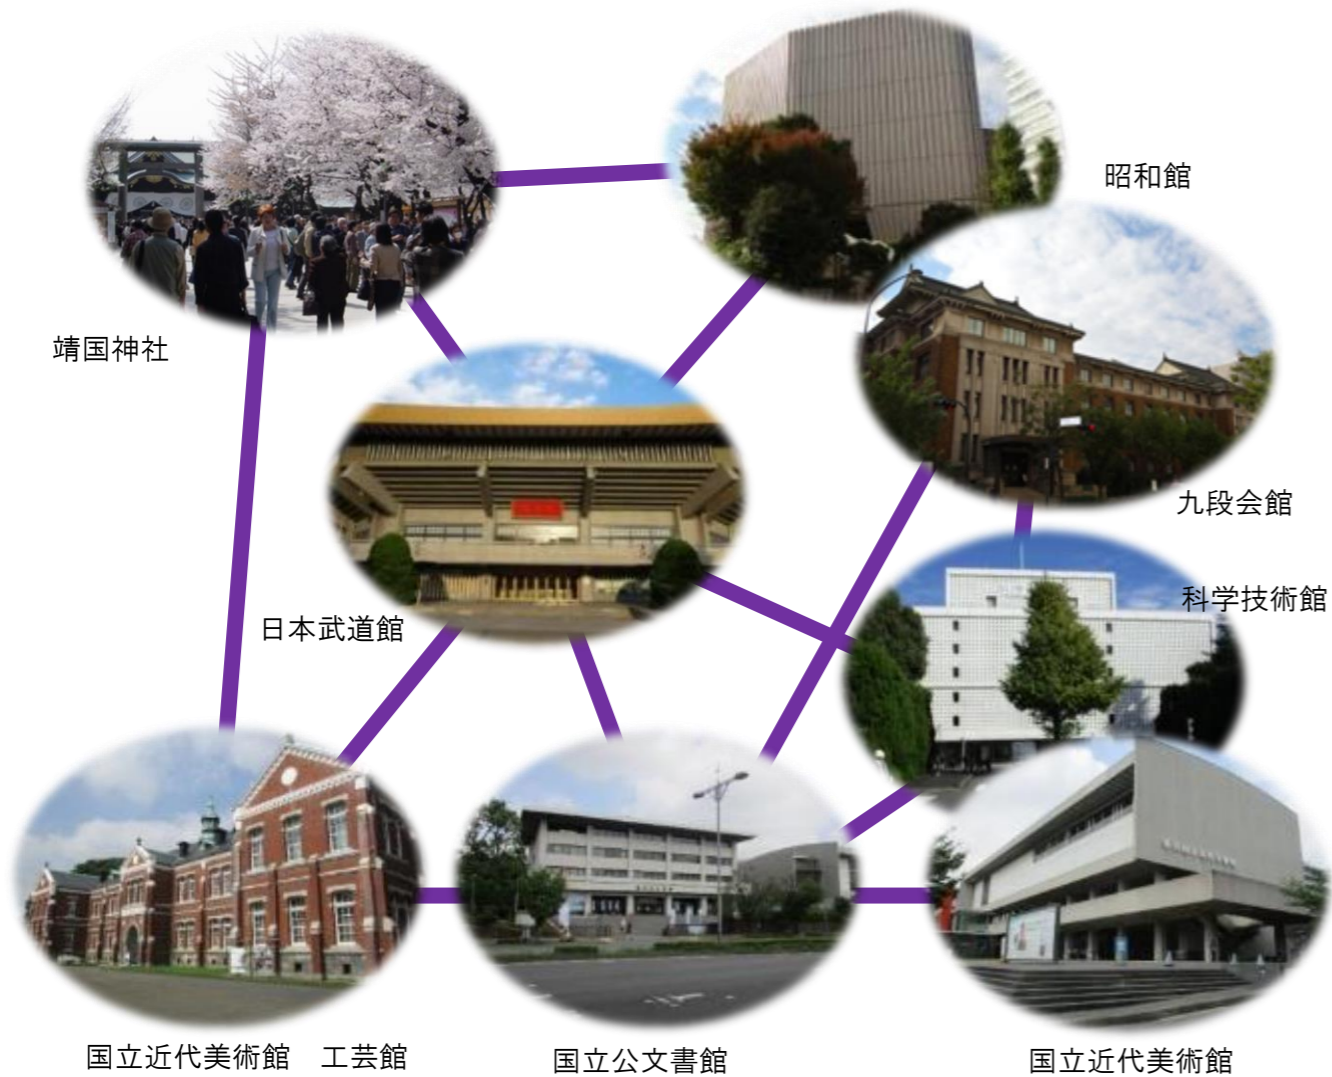 昭和館
靖国神社
九段会館
科学技術館
日本武道館
国立近代美術館　工芸館
国立公文書館
国立近代美術館